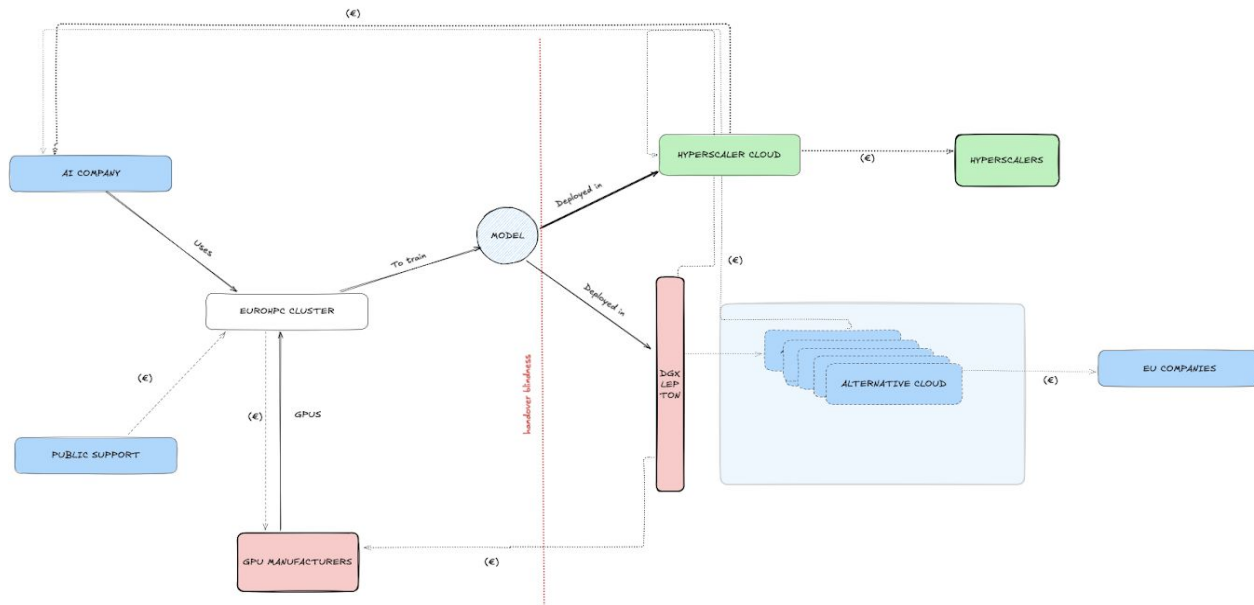 (€)
HYPERSCALER CLOUD
(€)
HYPERSCALERS
AI COMPANY
Deployed in
Uses
MODEL
To train
(€)
Deployed in
EUROHPC CLUSTER
handover blindness
DGX
LEP
TON
ALTERNATIVE CLOUD
(€)
EU COMPANIES
(€)
(€)
GPUS
PUBLIC SUPPORT
GPU MANUFACTURERS
(€)